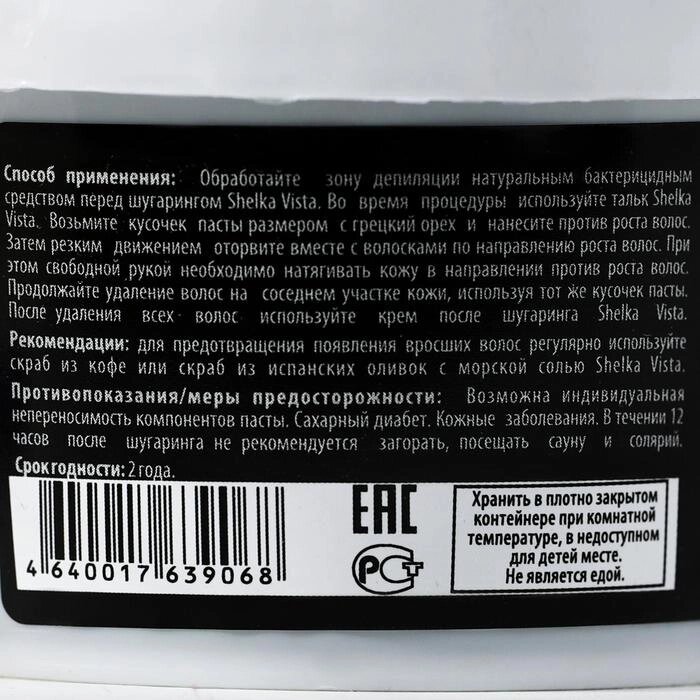 Способ применения: Обработайте зону депиляции натуральным бактерицидным
средством перед шугарингом Shelka Vista. Во время процедуры используйте тальк Shelka
Vista. Возьмите кусочек пасты размером с грецкий орех и нанесите против роста волос.
Затем резким движением оторвите вместе с волосками по направлению роста волос. При
этом свободной рукой необходимо натягивать кожу в направлении против роста волос.
Продолжайте удаление волос на соседнем участке кожи, используя тот же кусочек пасты.
После удаления всех волос используйте крем после шугаринга Shelka Vista.
Рекомендации: для предотвращения появления вросших волос регулярно используйте
скраб из кофе или скраб из испанских оливок с морской солью Shelka Vista.
Противопоказания/меры предосторожности: Возможна индивидуальная
непереносимость компонентов пасты. Сахарный диабет. Кожные заболевания. В течении 12
часов после шугаринга не рекомендуется загорать, посещать сауну и солярий.
Срок годности: 2 года.
4 640017 639068
ЕАС
РСТ
Хранить в плотно закрытом
контейнере при комнатной
температуре, в недоступном
для детей месте.
Не является едой.